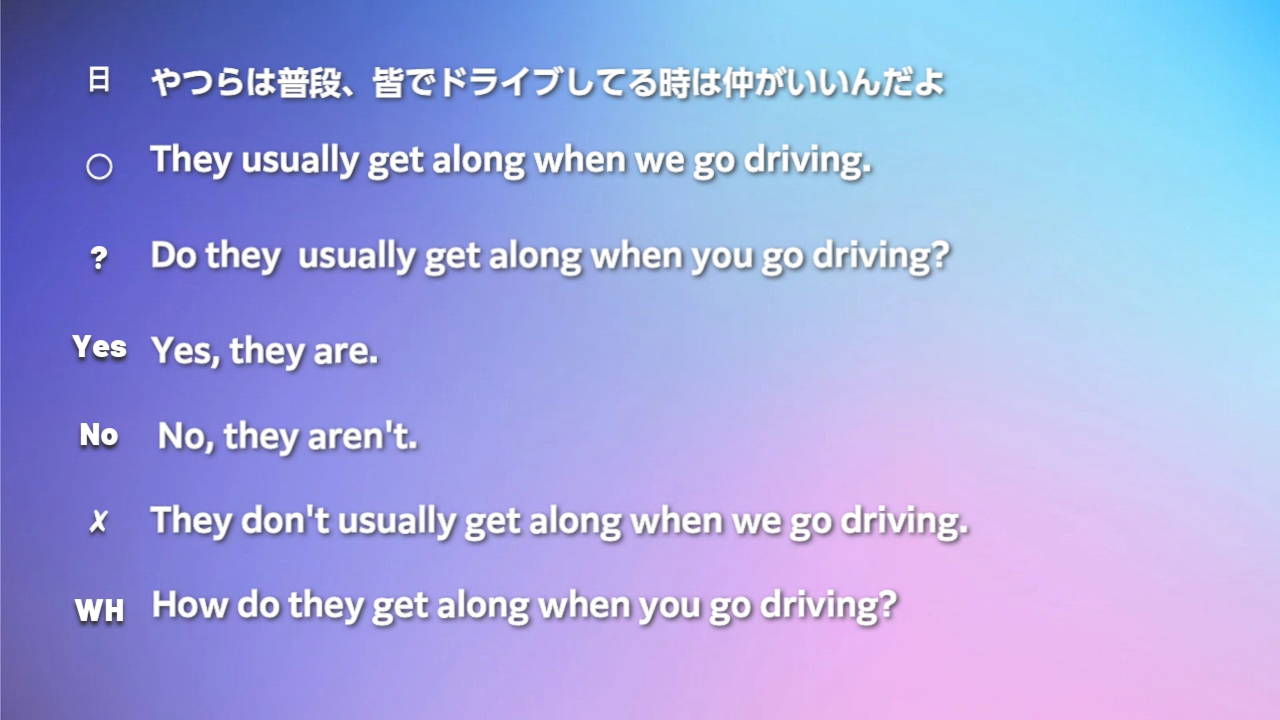 日 やつらは普段、皆でドライブしてる時は仲がいいんだよ
○ They usually get along when we go driving.
? Do they  usually get along when you go driving?
Yes Yes, they are.
No No, they aren't.
✗ They don't usually get along when we go driving.
WH How do they get along when you go driving?